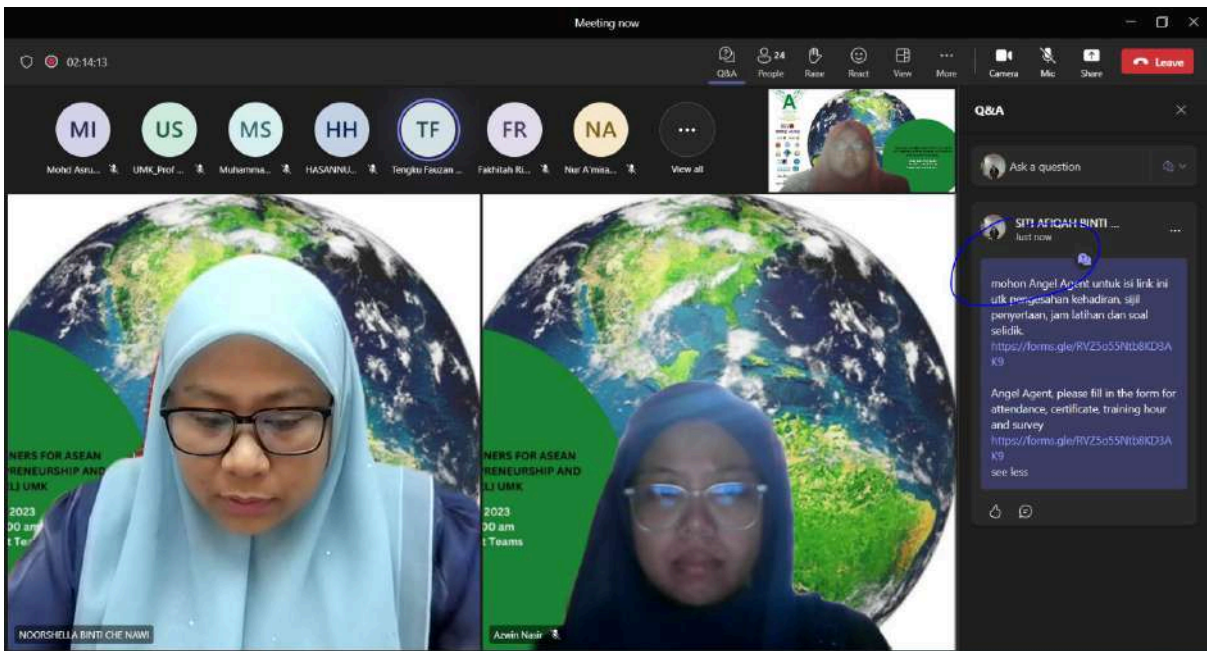 Meeting now
02:14:13
Q&A
24
People
Raise
React
View
More
Camera
Mic
Share
Leave
MI
US
MS
HH
TF
FR
NA
...
Mohd Asru...
UMK_Prof ...
Muhamma...
HASANNU...
Tengku Fauzan ...
Fakhitah Ri...
Nur A'mina...
View all
Q&A
Ask a question
SITI AFIQAH BINTI ...
Just now
mohon Angel Agent untuk isi link ini
utk pengesahan kehadiran, sijil
penyertaan, jam latihan dan soal
selidik.
https://forms.gle/RVZ5o55Ntb8KD3A
K9
Angel Agent, please fill in the form for
attendance, certificate, training hour
and survey
https://forms.gle/RVZ5o55Ntb8KD3A
K9
see less
NERS FOR ASEAN
RENEURSHIP AND
LI UMK
2023
00 am
t Te
NOORSHELLA BINTI CHE NAWI
NERS FOR ASEAN
RENEURSHIP AND
LI UMK
2023
00 am
t Teams
Azwin Nasir